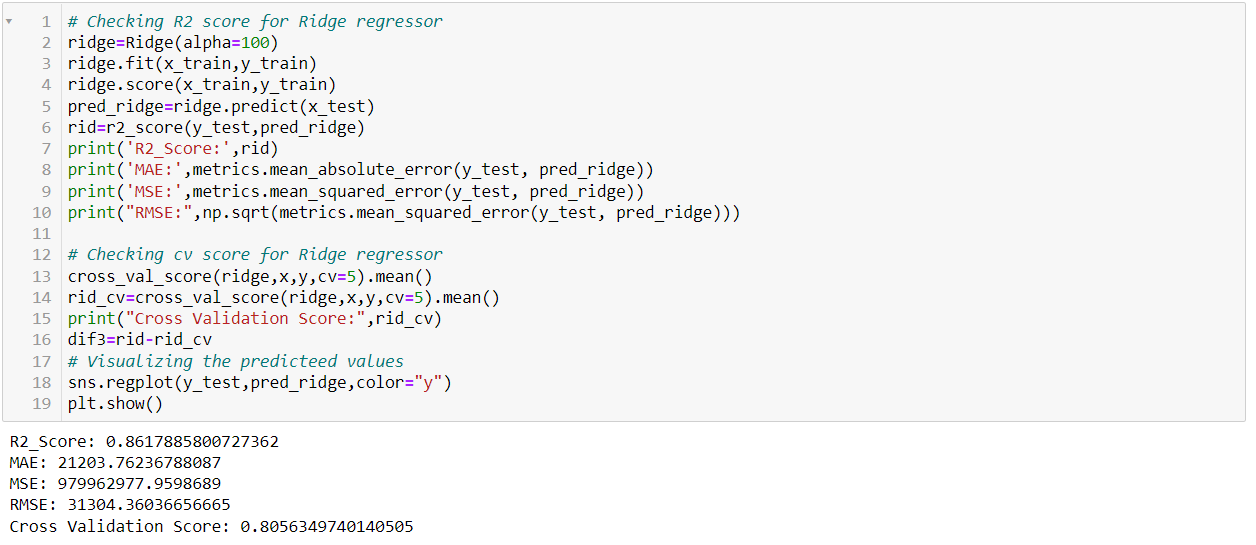 1 # Checking R2 score for Ridge regressor
2 ridge=Ridge(alpha=100)
3 ridge.fit(x_train,y_train)
4 ridge.score(x_train,y_train)
5 pred_ridge=ridge.predict(x_test)
6 rid=r2_score(y_test,pred_ridge)
7 print('R2_Score:',rid)
8 print('MAE:',metrics.mean_absolute_error(y_test, pred_ridge))
9 print('MSE:',metrics.mean_squared_error(y_test, pred_ridge))
10 print("RMSE:",np.sqrt(metrics.mean_squared_error(y_test, pred_ridge)))
11
12 # Checking cv score for Ridge regressor
13 cross_val_score(ridge,x,y,cv=5).mean()
14 rid_cv=cross_val_score(ridge,x,y,cv=5).mean()
15 print("Cross Validation Score:",rid_cv)
16 dif3=rid-rid_cv
17 # Visualizing the predicteed values
18 sns.regplot(y_test,pred_ridge,color="y")
19 plt.show()
R2_Score: 0.8617885800727362
MAE: 21203.76236788087
MSE: 979962977.9598689
RMSE: 31304.36036656665
Cross Validation Score: 0.8056349740140505